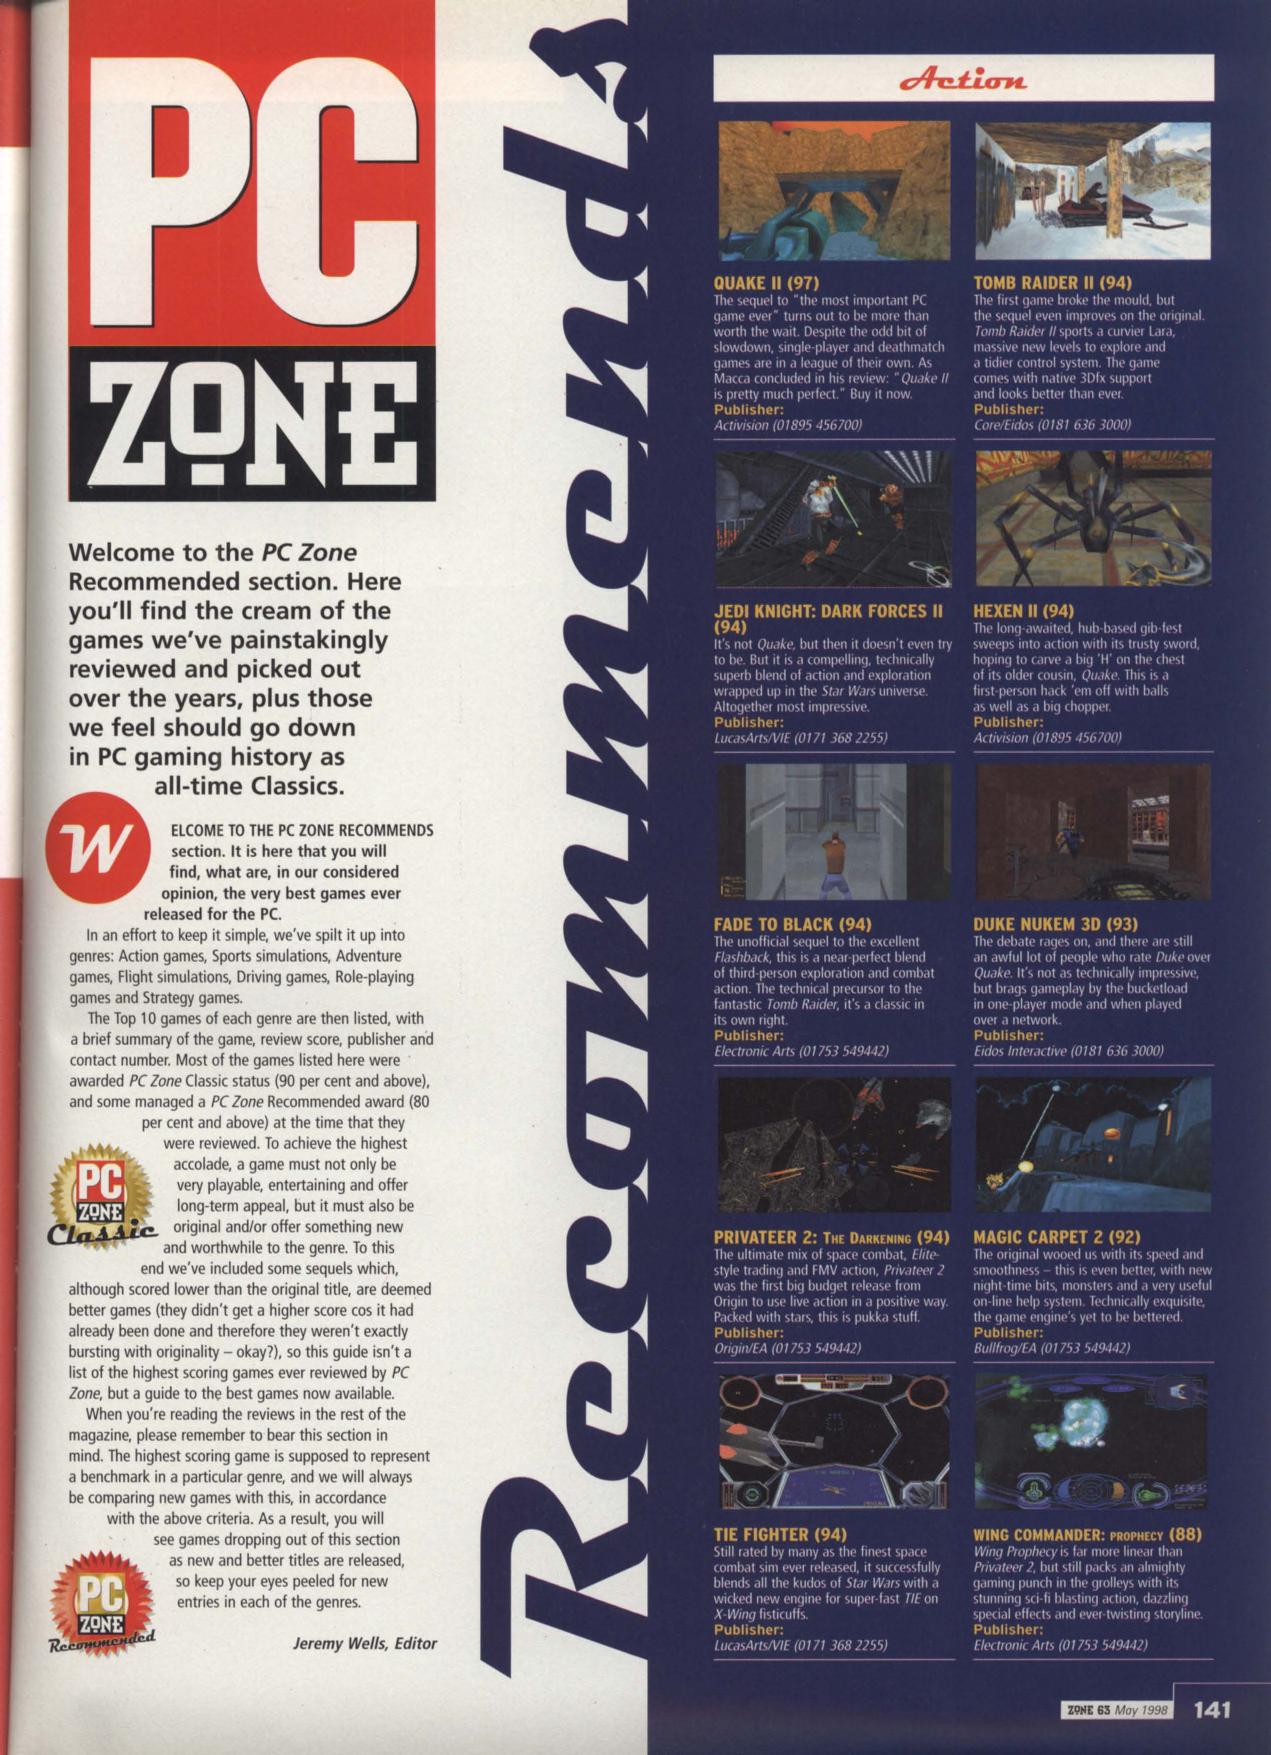 PC
ZONE
Recommends
Welcome to the PC Zone
Recommended section. Here
you'll find the cream of the
games we've painstakingly
reviewed and picked out
over the years, plus those
we feel should go down
in PC gaming history as
all-time Classics.
W
ELCOME TO THE PC ZONE RECOMMENDS
section. It is here that you will
find, what are, in our considered
opinion, the very best games ever
released for the PC.
In an effort to keep it simple, we've spilt it up into
genres: Action games, Sports simulations, Adventure
games, Flight simulations, Driving games, Role-playing
games and Strategy games.
The Top 10 games of each genre are then listed, with
a brief summary of the game, review score, publisher and
contact number. Most of the games listed here were
awarded PC Zone Classic status (90 per cent and above),
and some managed a PC Zone Recommended award (80
per cent and above) at the time that they
were reviewed. To achieve the highest
accolade, a game must not only be
very playable, entertaining and offer
long-term appeal, but it must also be
original and/or offer something new
and worthwhile to the genre. To this
end we've included some sequels which,
although scored lower than the original title, are deemed
better games (they didn't get a higher score cos it had
already been done and therefore they weren't exactly
bursting with originality – okay?), so this guide isn't a
list of the highest scoring games ever reviewed by PC
Zone, but a guide to the best games now available.
When you're reading the reviews in the rest of the
magazine, please remember to bear this section in
mind. The highest scoring game is supposed to represent
a benchmark in a particular genre, and we will always
be comparing new games with this, in accordance
with the above criteria. As a result, you will
see games dropping out of this section
as new and better titles are released,
so keep your eyes peeled for new
entries in each of the genres.
Jeremy Wells, Editor
PC
ZONE
Classic
PC
ZONE
Recommended
Action
QUAKE II (97)
The sequel to "the most important PC
game ever" turns out to be more than
worth the wait. Despite the odd bit of
slowdown, single-player and deathmatch
games are in a league of their own. As
Macca concluded in his review: "Quake II
is pretty much perfect." Buy it now.
Publisher:
Activision (01895 456700)
TOMB RAIDER II (94)
The first game broke the mould, but
the sequel even improves on the original.
Tomb Raider II sports a curvier Lara,
massive new levels to explore and
a tidier control system. The game
comes with native 3Dfx support
and looks better than ever.
Publisher:
Core/Eidos (0181 636 3000)
JEDI KNIGHT: DARK FORCES II
(94)
It's not Quake, but then it doesn't even try
to be. But it is a compelling, technically
superb blend of action and exploration
wrapped up in the Star Wars universe.
Altogether most impressive.
Publisher:
LucasArts/VIE (0171 368 2255)
HEXEN II (94)
The long-awaited, hub-based gib-fest
sweeps into action with its trusty sword,
hoping to carve a big 'H' on the chest
of its older cousin, Quake. This is a
first-person hack 'em off with balls
as well as a big chopper.
Publisher:
Activision (01895 456700)
FADE TO BLACK (94)
The unofficial sequel to the excellent
Flashback, this is a near-perfect blend
of third-person exploration and combat
action. The technical precursor to the
fantastic Tomb Raider, it's a classic in
its own right.
Publisher:
Electronic Arts (01753 549442)
DUKE NUKEM 3D (93)
The debate rages on, and there are still
an awful lot of people who rate Duke over
Quake. It's not as technically impressive,
but brags gameplay by the bucketload
in one-player mode and when played
over a network.
Publisher:
Eidos Interactive (0181 636 3000)
PRIVATEER 2: THE DARKENING (94)
The ultimate mix of space combat, Elite-
style trading and FMV action, Privateer 2
was the first big budget release from
Origin to use live action in a positive way.
Packed with stars, this is pukka stuff.
Publisher:
Origin/EA (01753 549442)
MAGIC CARPET 2 (92)
The original wooed us with its speed and
smoothness – this is even better, with new
night-time bits, monsters and a very useful
on-line help system. Technically exquisite,
the game engine's yet to be bettered.
Publisher:
Bullfrog/EA (01753 549442)
TIE FIGHTER (94)
Still rated by many as the finest space
combat sim ever released, it successfully
blends all the kudos of Star Wars with a
wicked new engine for super-fast TIE on
X-Wing fisticuffs.
Publisher:
LucasArts/VIE (0171 368 2255)
WING COMMANDER: PROPHECY (88)
Wing Prophecy is far more linear than
Privateer 2, but still packs an almighty
gaming punch in the grolleys with its
stunning sci-fi blasting action, dazzling
special effects and ever-twisting storyline.
Publisher:
Electronic Arts (01753 549442)
ZONE 63 May 1998
141